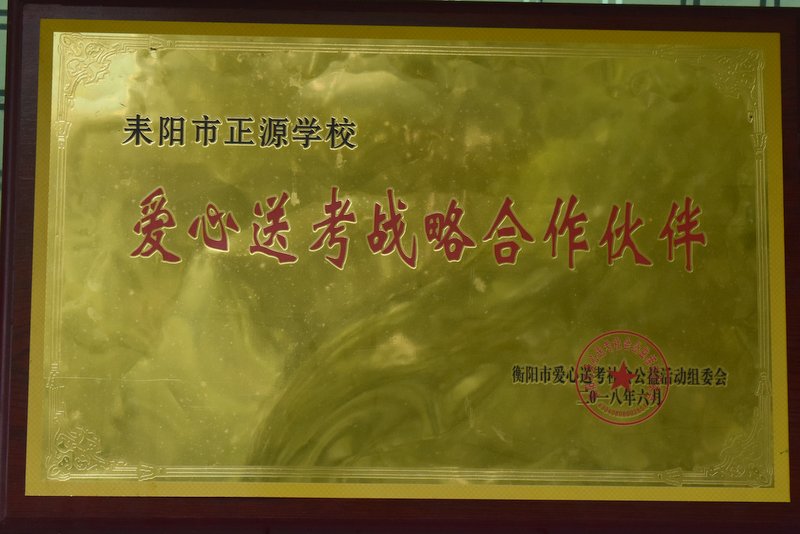 耒阳市正源学校
爱心送考战略合作伙伴
衡阳市爱心送考社会公益活动组委会
二0一八年六月